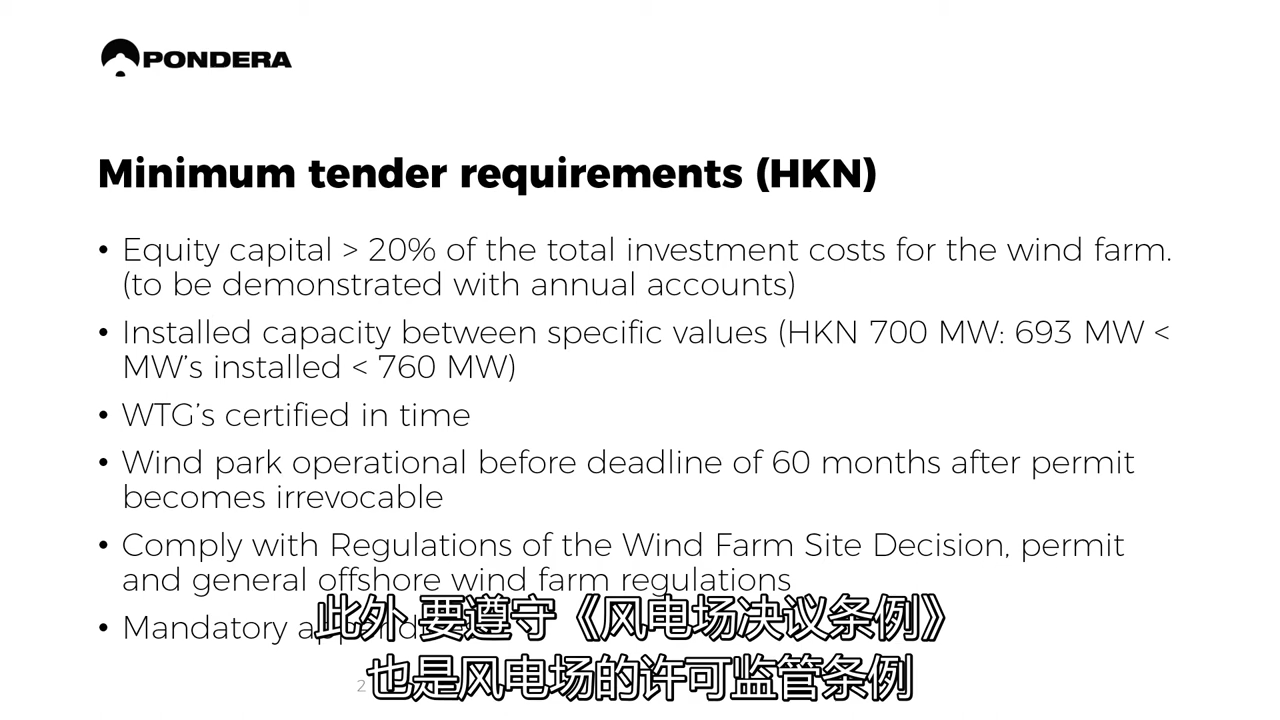 PONDERA
Minimum tender requirements (HKN)
• Equity capital > 20% of the total investment costs for the wind farm.
(to be demonstrated with annual accounts)
• Installed capacity between specific values (HKN 700 MW: 693 MW <
MW's installed < 760 MW)
• WTG's certified in time
• Wind park operational before deadline of 60 months after permit
becomes irrevocable
• Comply with Regulations of the Wind Farm Site Decision, permit
and general offshore wind farm regulations
• Mandatory
此外 要遵守《风电场决议条例》
也是风电场的许可监管条例